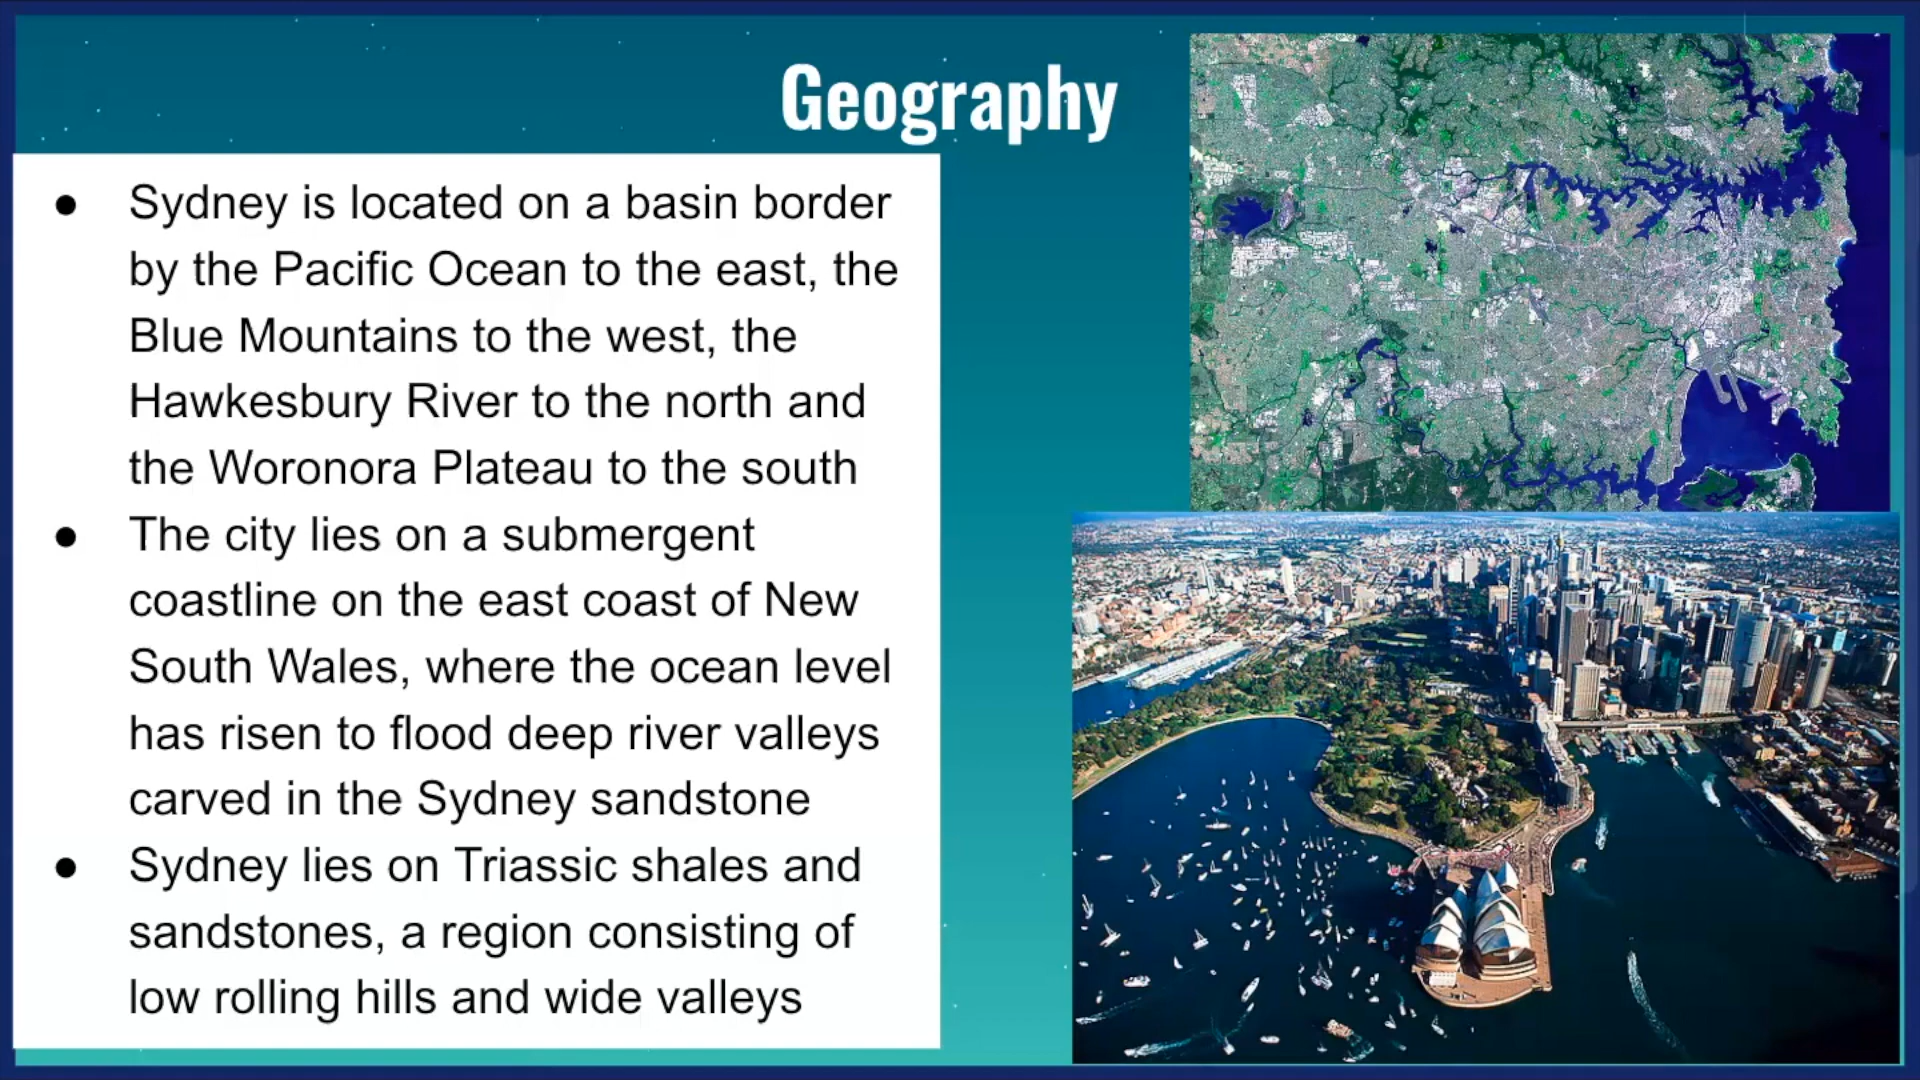 Geography
● Sydney is located on a basin border
by the Pacific Ocean to the east, the
Blue Mountains to the west, the
Hawkesbury River to the north and
the Woronora Plateau to the south
● The city lies on a submergent
coastline on the east coast of New
South Wales, where the ocean level
has risen to flood deep river valleys
carved in the Sydney sandstone
● Sydney lies on Triassic shales and
sandstones, a region consisting of
low rolling hills and wide valleys